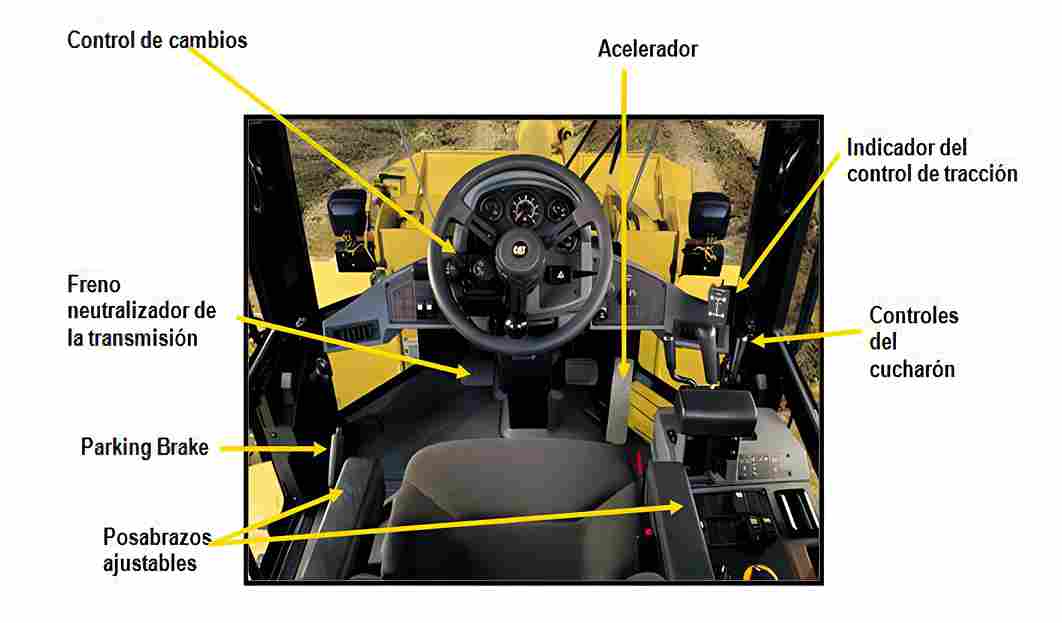 Control de cambios
Acelerador
Indicador del
control de tracción
Freno
neutralizador de
la transmisión
Controles
del
cucharón
Parking Brake
Posabrazos
ajustables
CAT